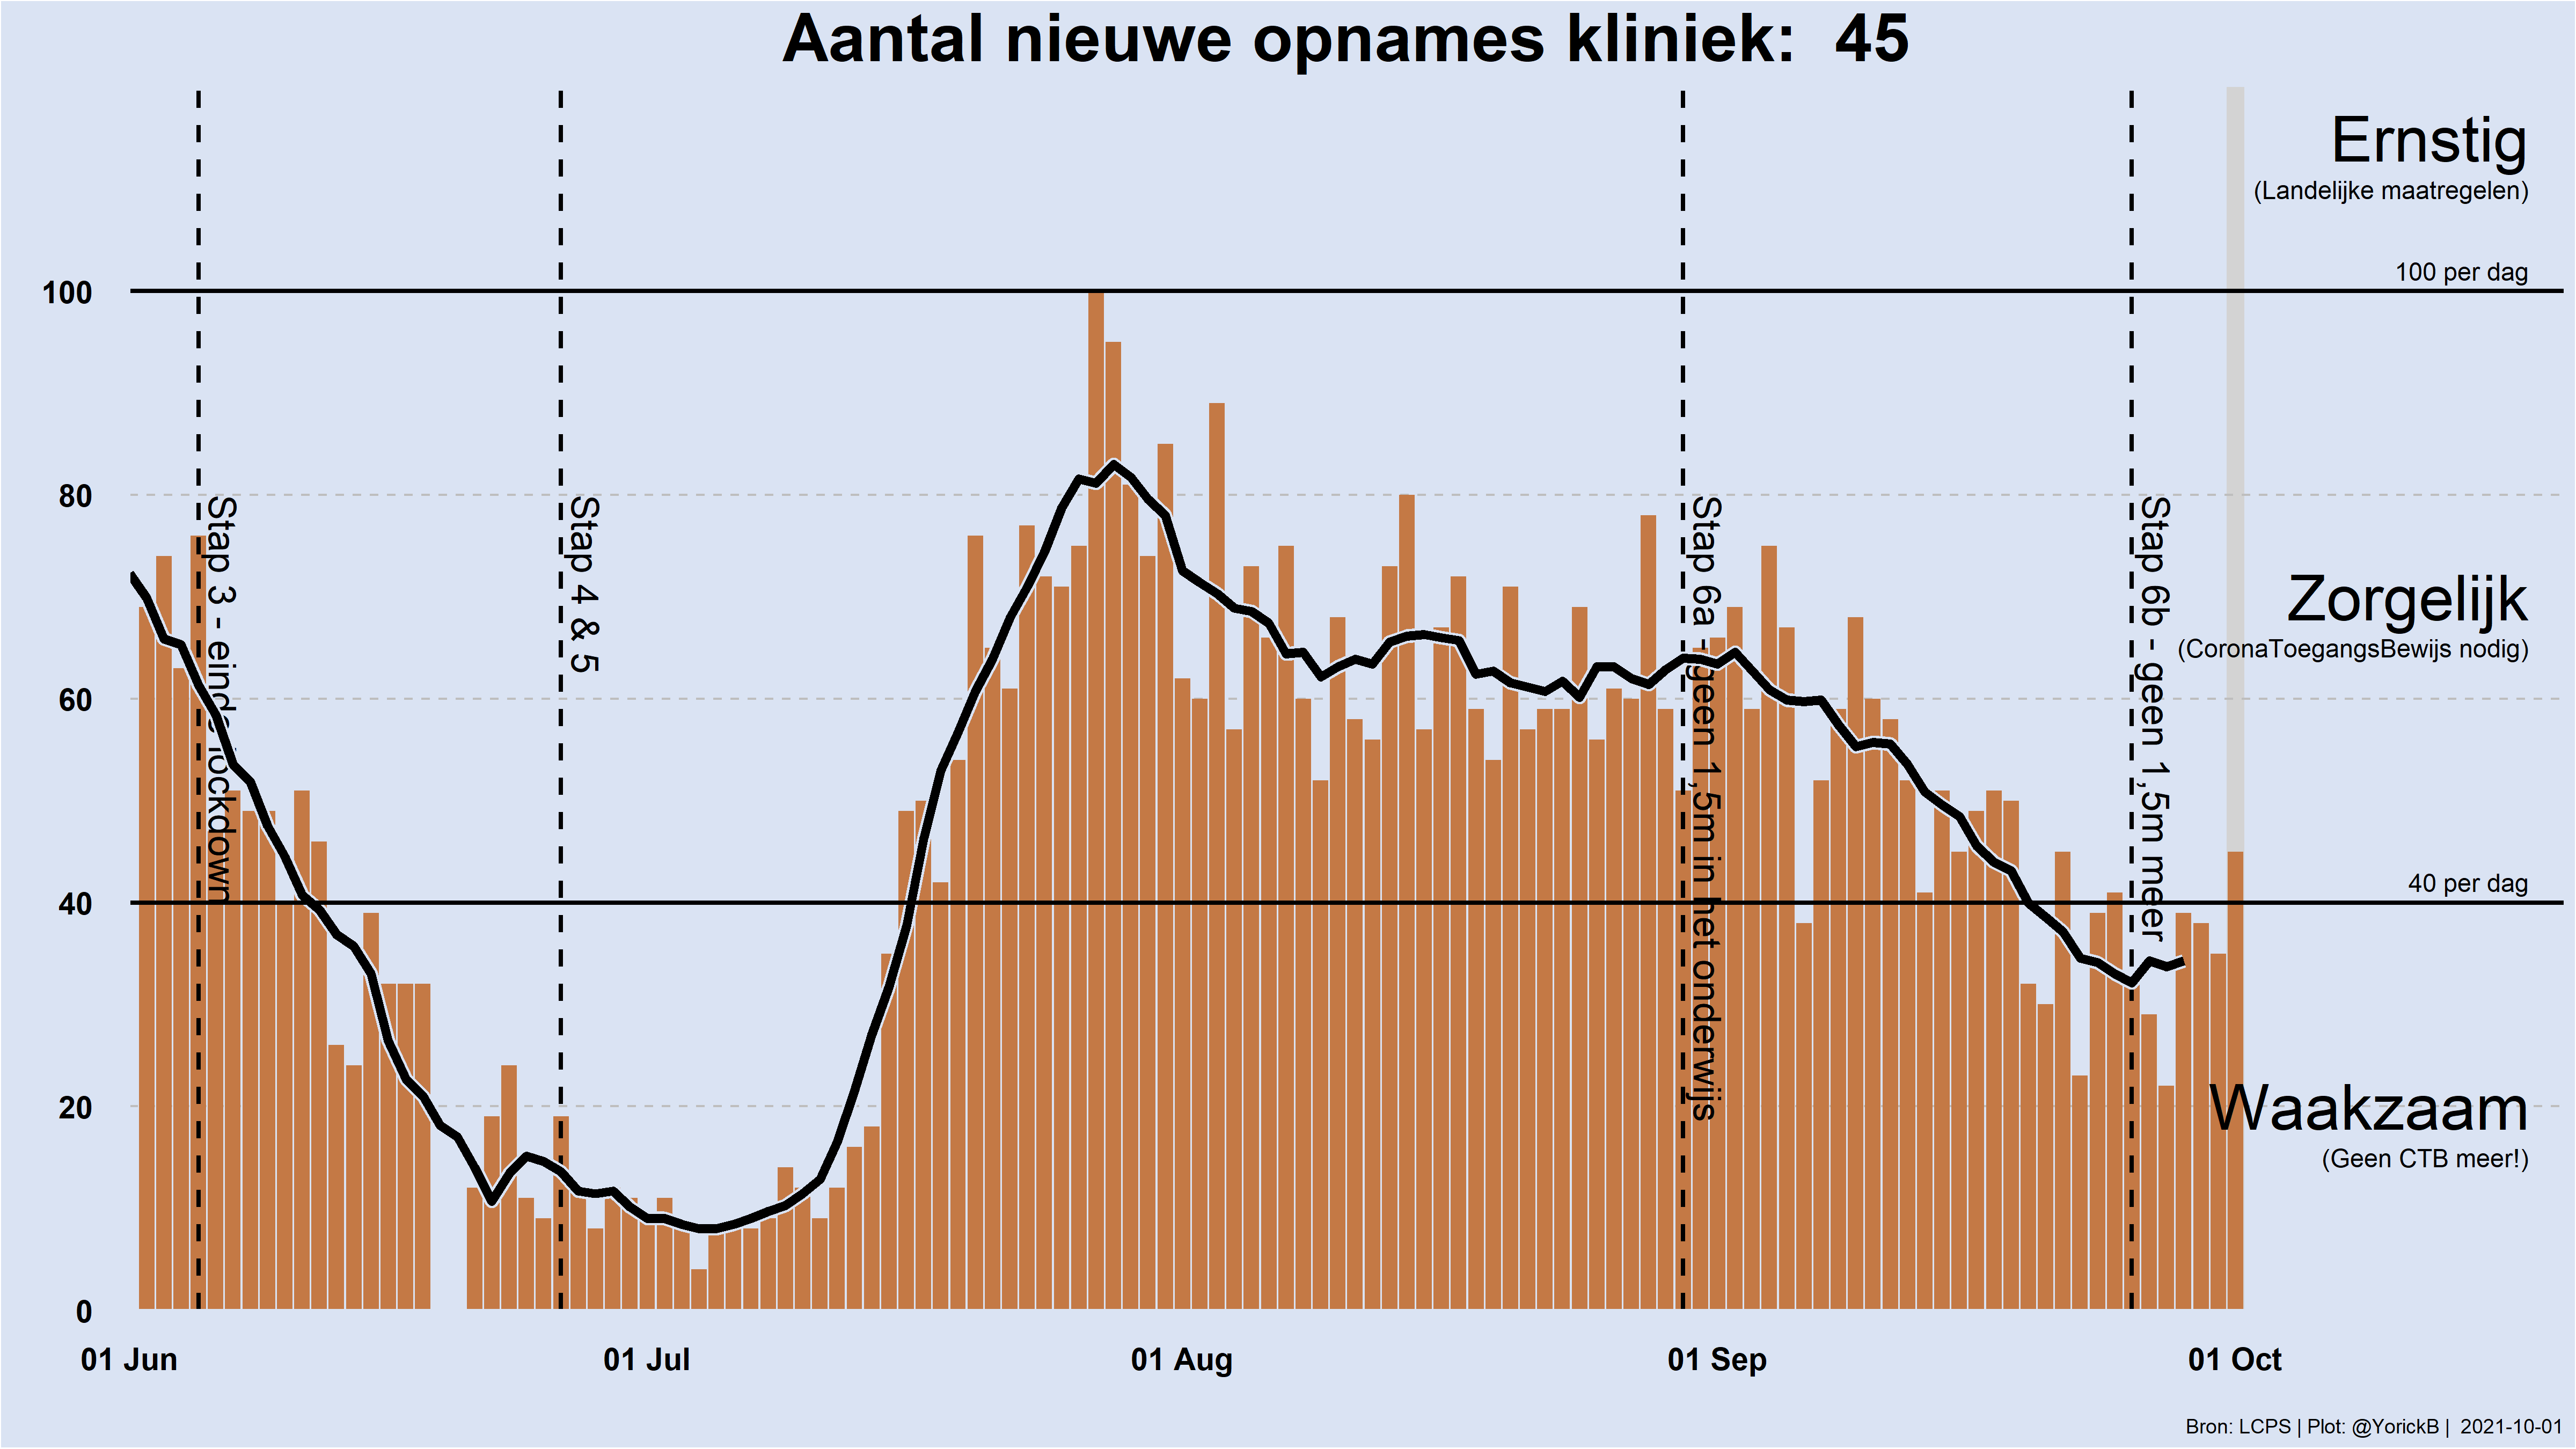 Aantal nieuwe opnames kliniek: 45
Ernstig
(Landelijke maatregelen)
100 per dag
100
80
60
40
20
0
Stap 3 - einde lockdown
Stap 4 & 5
Stap 6a - geen 1,5m in het onderwijs
Stap 6b - geen 1,5m meer
Zorgelijk
(CoronaToegangsBewijs nodig)
40 per dag
Waakzaam
(Geen CTB meer!)
01 Jun
01 Jul
01 Aug
01 Sep
01 Oct
Bron: LCPS | Plot: @YorickB | 2021-10-01